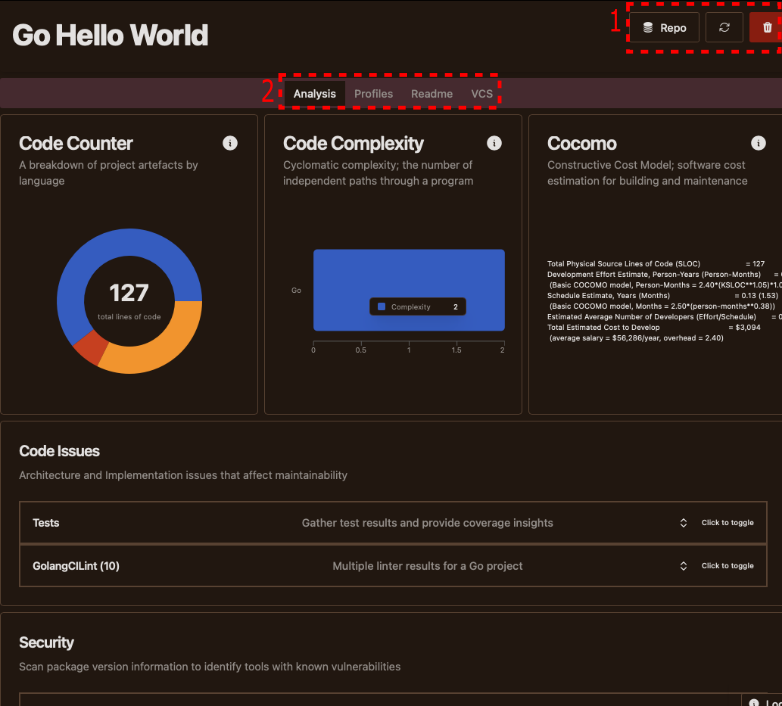 Go Hello World
1
Repo
2
Analysis Profiles Readme VCS
Code Counter
A breakdown of project artefacts by
language
127
total lines of code
Code Complexity
Cyclomatic complexity; the number of
independent paths through a program
Go
Complexity 2
0 0.5 1 1.5 2
Cocomo
Constructive Cost Model; software cost
estimation for building and maintenance
Total Physical Source Lines of Code (SLOC) = 127
Development Effort Estimate, Person-Years (Person-Months) =
(Basic COCOMO model, Person-Months = 2.40*(KSLOC**1.05)*1.0
Schedule Estimate, Years (Months) = 0.13 (1.53)
(Basic COCOMO model, Months = 2.50*(person-months**0.38))
Estimated Average Number of Developers (Effort/Schedule) =
Total Estimated Cost to Develop = $3,094
(average salary = $56,286/year, overhead = 2.40)
Code Issues
Architecture and Implementation issues that affect maintainability
Tests Gather test results and provide coverage insights Click to toggle
GolangCILint (10) Multiple linter results for a Go project Click to toggle
Security
Scan package version information to identify tools with known vulnerabilities